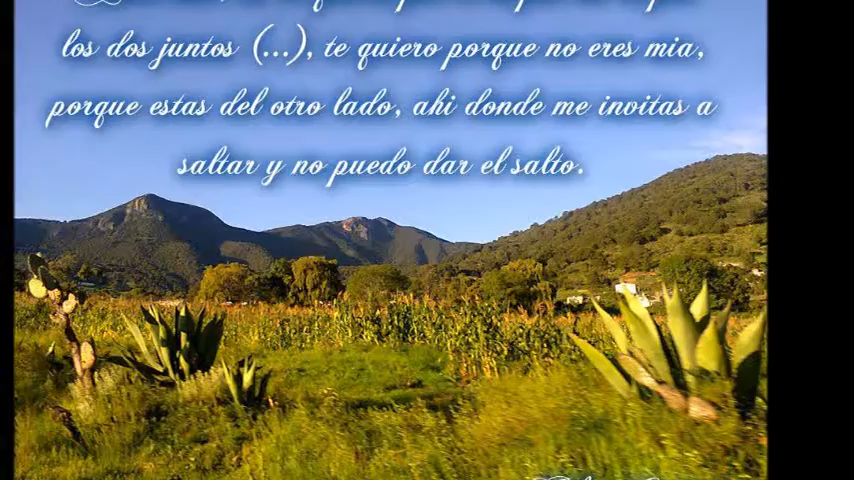 los dos juntos (...), te quiero porque no eres mia,
porque estas del otro lado, ahi donde me invitas a
saltar y no puedo dar el salto.